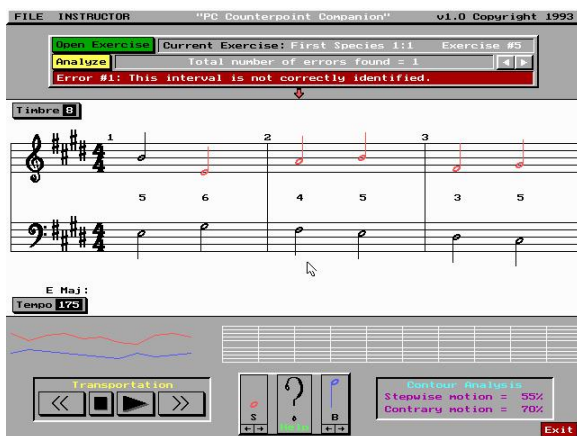 FILE INSTRUCTOR "PC Counterpoint Companion" v1.0 Copyright 1993
Open Exercise Current Exercise: First Species 1:1 Exercise #5
Analyze Total number of errors found = 1
Error #1: This interval is not correctly identified.
Timbre 8
1 2 3
4 4
5 6 4 5 3 5
4 4
E Maj:
Tempo 175
Transportation
Contour Analysis
Stepwise motion = 55%
Contrary motion = 70%
S Help B
Exit